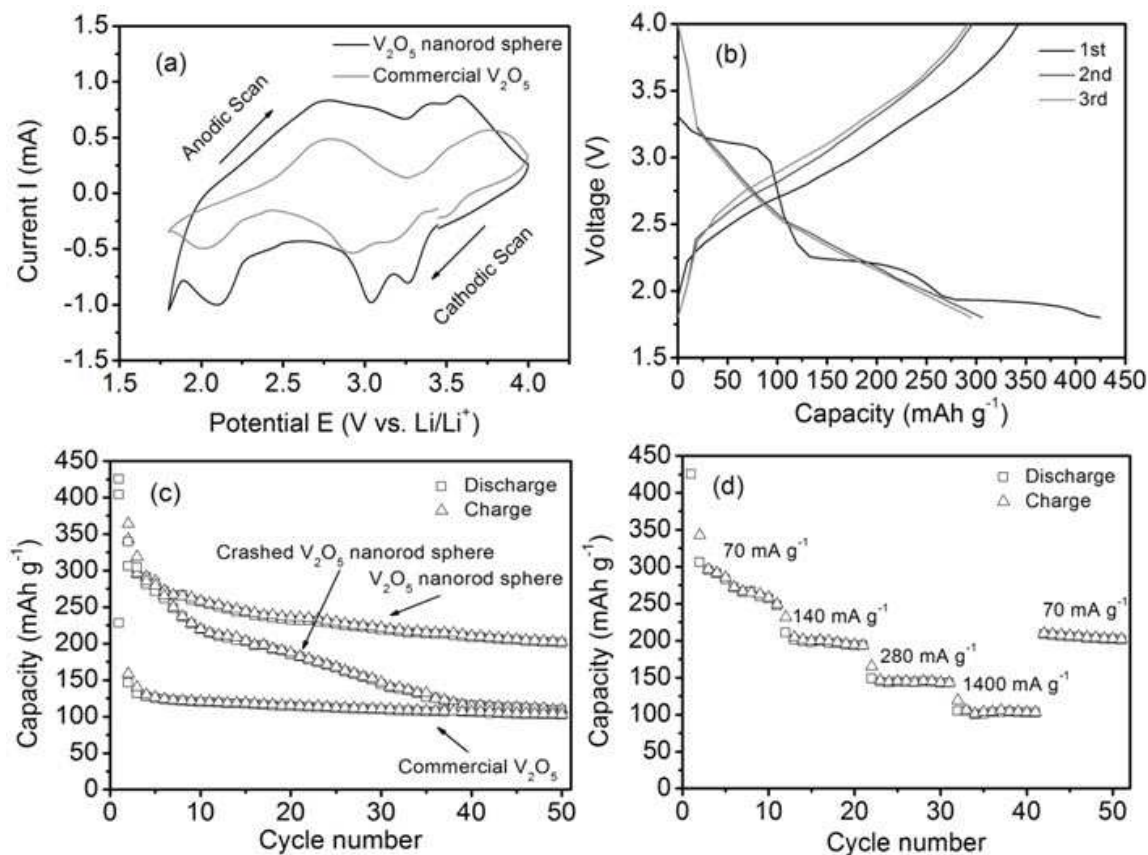 (a)
V₂O₅ nanorod sphere
Commercial V₂O₅
Anodic Scan
Cathodic Scan
1.5
1.0
0.5
0.0
-0.5
-1.0
-1.5
Current I (mA)
1.5 2.0 2.5 3.0 3.5 4.0
Potential E (V vs. Li/Li⁺)
(b)
1st
2nd
3rd
4.0
3.5
3.0
2.5
2.0
1.5
Voltage (V)
0 50 100 150 200 250 300 350 400 450
Capacity (mAh g⁻¹)
(c)
Discharge
Charge
Crashed V₂O₅ nanorod sphere
V₂O₅ nanorod sphere
Commercial V₂O₅
450
400
350
300
250
200
150
100
50
0
Capacity (mAh g⁻¹)
0 10 20 30 40 50
Cycle number
(d)
Discharge
Charge
70 mA g⁻¹
140 mA g⁻¹
280 mA g⁻¹
1400 mA g⁻¹
70 mA g⁻¹
450
400
350
300
250
200
150
100
50
0
Capacity (mAh g⁻¹)
0 10 20 30 40 50
Cycle number